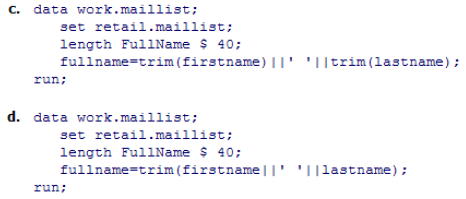 c. data work.maillist;
set retail.maillist;
length FullName $ 40;
fullname=trim(firstname)||' '||trim(lastname);
run;
d. data work.maillist;
set retail.maillist;
length FullName $ 40;
fullname=trim(firstname||' '||lastname);
run;